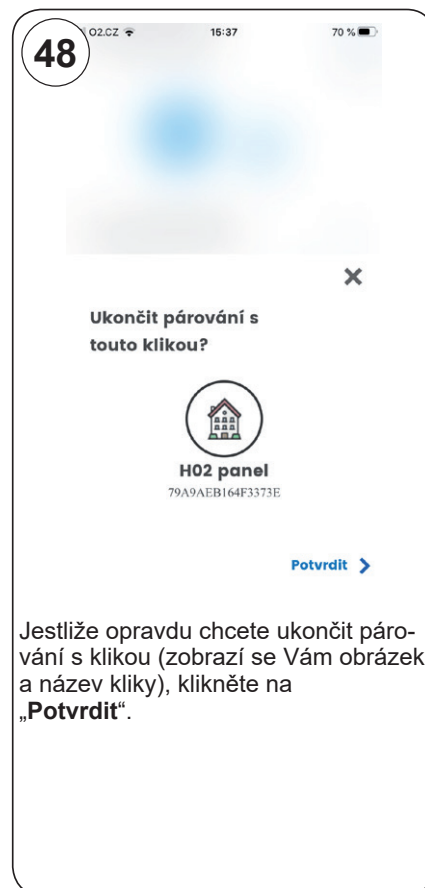 48
O2.CZ 15:37 70 %
Ukončit párování s
touto klikou?
H02 panel
79A9AEB164F3373E
Potvrdit
Jestliže opravdu chcete ukončit páro-
vání s klikou (zobrazí se Vám obrázek
a název kliky), klikněte na
„Potvrdit“.